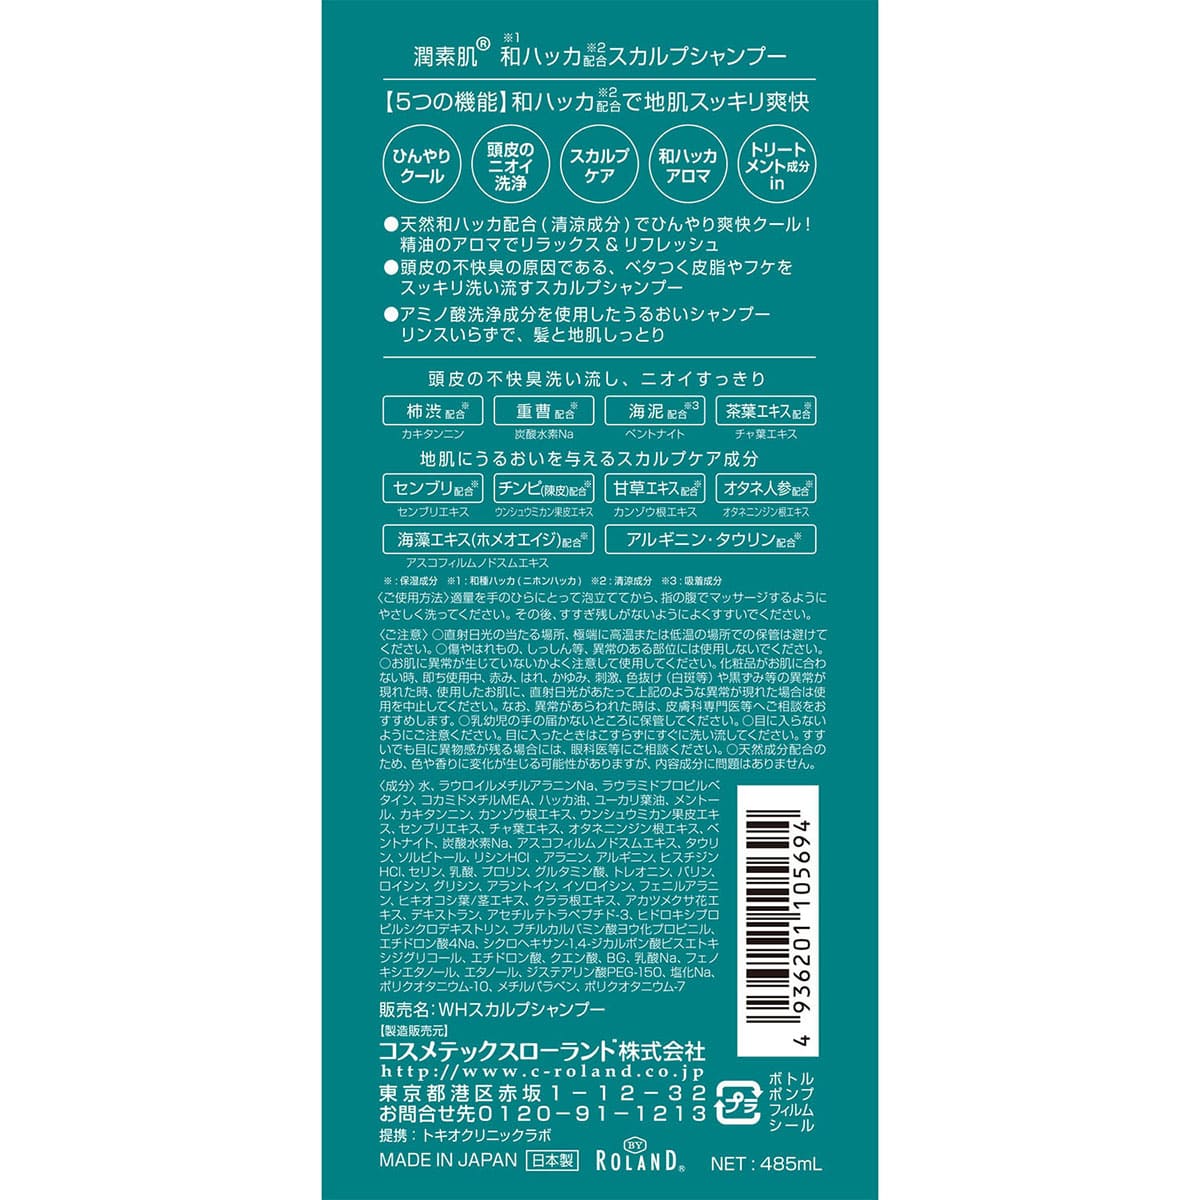 潤素肌® 和ハッカ※1配合※2スカルプシャンプー
【5つの機能】和ハッカ配合※2で地肌スッキリ爽快
ひんやり
クール
頭皮の
ニオイ
洗浄
スカルプ
ケア
和ハッカ
アロマ
トリート
メント成分
in
●天然和ハッカ配合(清涼成分)でひんやり爽快クール!
精油のアロマでリラックス&リフレッシュ
●頭皮の不快臭の原因である、ベタつく皮脂やフケを
スッキリ洗い流すスカルプシャンプー
●アミノ酸洗浄成分を使用したうるおいシャンプー
リンスいらずで、髪と地肌しっとり
頭皮の不快臭洗い流し、ニオイすっきり
柿渋配合※ 重曹配合※ 海泥配合※3 茶葉エキス配合※
カキタンニン 炭酸水素Na ベントナイト チャ葉エキス
地肌にうるおいを与えるスカルプケア成分
センブリ配合※ チンピ(陳皮)配合※ 甘草エキス配合※ オタネ人参配合※
センブリエキス ウンシュウミカン果皮エキス カンゾウ根エキス オタネニンジン根エキス
海藻エキス(ホメオエイジ)配合※ アルギニン・タウリン配合※
アスコフィルムノドスムエキス
※:保湿成分 ※1:和種ハッカ(ニホンハッカ) ※2:清涼成分 ※3:吸着成分
〈ご使用方法〉適量を手のひらにとって泡立ててから、指の腹でマッサージするように
やさしく洗ってください。その後、すすぎ残しがないようによくすすいでください。
〈ご注意〉○直射日光の当たる場所、極端に高温または低温の場所での保管は避けて
ください。○傷やはれもの、しっしん等、異常のある部位には使用しないでください。
○お肌に異常が生じていないかよく注意して使用してください。化粧品がお肌に合わ
ない時、即ち使用中、赤み、はれ、かゆみ、刺激、色抜け(白斑等)や黒ずみ等の異常が
現れた時、使用したお肌に、直射日光があたって上記のような異常が現れた場合は使
用を中止してください。なお、異常があらわれた時は、皮膚科専門医等へご相談をお
すすめします。○乳幼児の手の届かないところに保管してください。○目に入らない
ようにご注意ください。目に入ったときはこすらずにすぐに洗い流してください。すす
いでも目に異物感が残る場合には、眼科医等にご相談ください。○天然成分配合の
ため、色や香りに変化が生じる可能性がありますが、内容成分に問題はありません。
〈成分〉水、ラウロイルメチルアラニンNa、ラウラミドプロピルベ
タイン、コカミドメチルMEA、ハッカ油、ユーカリ葉油、メントー
ル、カキタンニン、カンゾウ根エキス、ウンシュウミカン果皮エキ
ス、センブリエキス、チャ葉エキス、オタネニンジン根エキス、ベ
ントナイト、炭酸水素Na、アスコフィルムノドスムエキス、タウリ
ン、ソルビトール、リシンHCl、アラニン、アルギニン、ヒスチジン
HCl、セリン、乳酸、プロリン、グルタミン酸、トレオニン、バリン、
ロイシン、グリシン、アラントイン、イソロイシン、フェニルアラニ
ン、ヒキオコシ葉/茎エキス、クララ根エキス、アカツメクサ花エ
キス、デキストラン、アセチルテトラペプチド-3、ヒドロキシプロ
ピルシクロデキストリン、ブチルカルバミン酸ヨウ化プロピニル、
エチドロン酸4Na、シクロヘキサン-1,4-ジカルボン酸ビスエトキ
シジグリコール、エチドロン酸、クエン酸、BG、乳酸Na、フェノ
キシエタノール、エタノール、ジステアリン酸PEG-150、塩化Na、
ポリクオタニウム-10、メチルパラベン、ポリクオタニウム-7
販売名:WHスカルプシャンプー
【製造販売元】
コスメテックスローランド株式会社
http://www.c-roland.co.jp
東京都港区赤坂1-12-32
お問合せ先0120-91-1213
提携:トキオクリニックラボ
MADE IN JAPAN 日本製 BY ROLAND® NET:485mL
4 936201 105694
プラ
ボトル
ポンプ
フィルム
シール